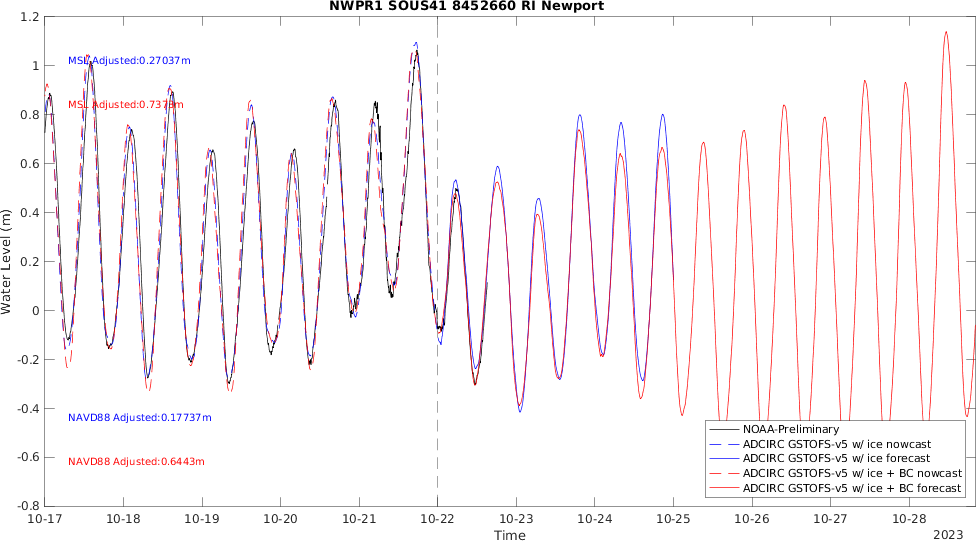 NWPR1 SOUS41 8452660 RI Newport
1.2
1
0.8
0.6
0.4
0.2
0
-0.2
-0.4
-0.6
-0.8
Water Level (m)
MSL Adjusted:0.27037m
MSL Adjusted:0.7373m
NAVD88 Adjusted:0.17737m
NAVD88 Adjusted:0.6443m
NOAA-Preliminary
ADCIRC GSTOFS-v5 w/ ice nowcast
ADCIRC GSTOFS-v5 w/ ice forecast
ADCIRC GSTOFS-v5 w/ ice + BC nowcast
ADCIRC GSTOFS-v5 w/ ice + BC forecast
10-17 10-18 10-19 10-20 10-21 10-22 10-23 10-24 10-25 10-26 10-27 10-28
Time
2023